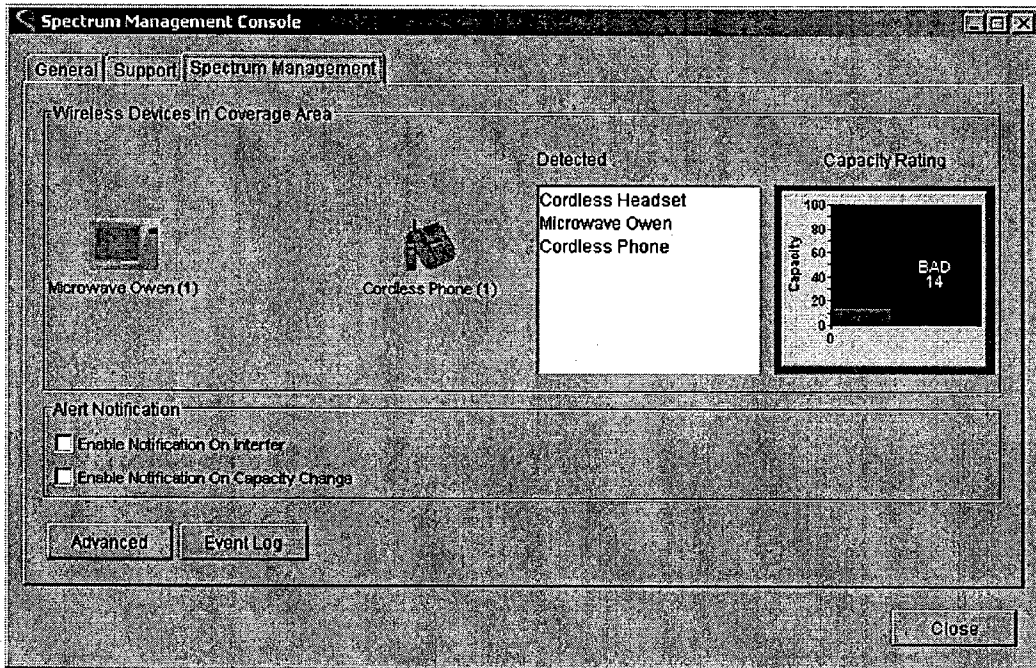 Spectrum Management Console
General Support Spectrum Management
Wireless Devices In Coverage Area
Detected
Capacity Rating
Cordless Headset
Microwave Owen
Cordless Phone
Microwave Owen (1)
Cordless Phone (1)
Capacity
100
80
60
40
20
0
0
BAD
14
Alert Notification
Enable Notification On Interfer
Enable Notification On Capacity Change
Advanced Event Log
Close